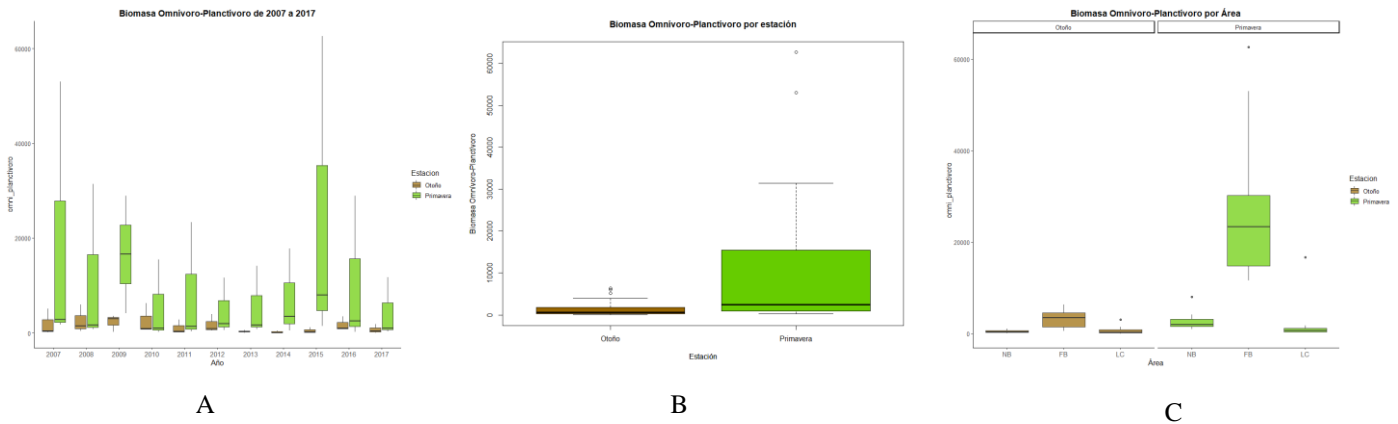 Biomasa Omnivoro-Planctivoro de 2007 a 2017
60000
40000
20000
0
omni_planctivoro
2007 2008 2009 2010 2011 2012 2013 2014 2015 2016 2017
Año
Estacion
Otoño
Primavera
A
Biomasa Omnivoro-Planctivoro por estación
60000
50000
40000
30000
20000
10000
0
Biomasa Omnivoro-Planctivoro
Otoño Primavera
Estación
B
Biomasa Omnivoro-Planctivoro por Área
Otoño Primavera
60000
40000
20000
0
omni_planctivoro
NB FB LC NB FB LC
Área
Estacion
Otoño
Primavera
C